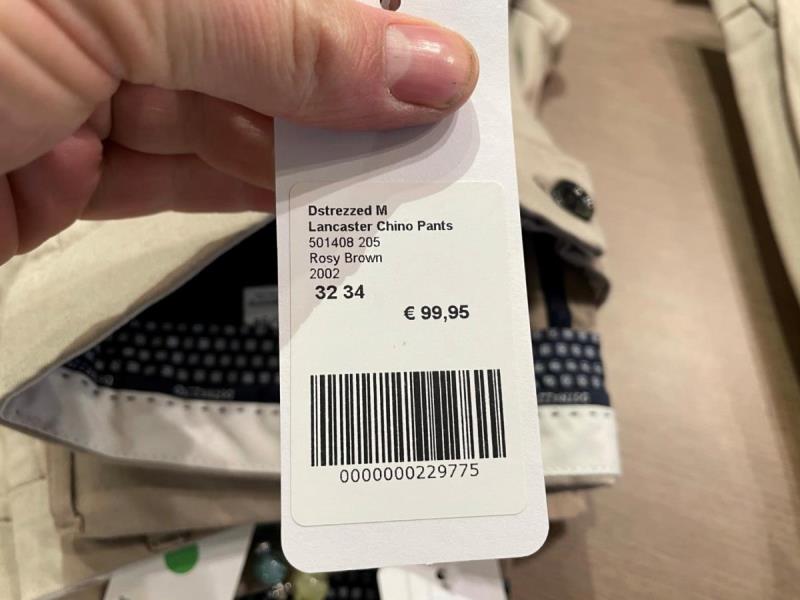 Dstrezzed M
Lancaster Chino Pants
501408 205
Rosy Brown
2002
32 34
€ 99,95
0000000229775